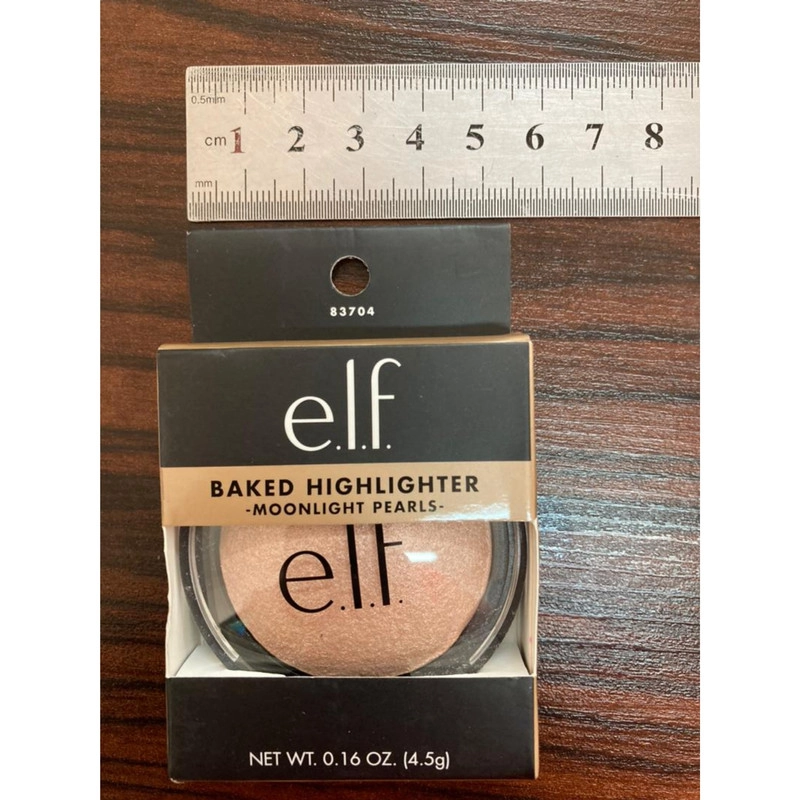 0.5mm
cm 1 2 3 4 5 6 7 8
mm
83704
e.l.f.
BAKED HIGHLIGHTER
-MOONLIGHT PEARLS-
e.l.f.
NET WT. 0.16 OZ. (4.5g)